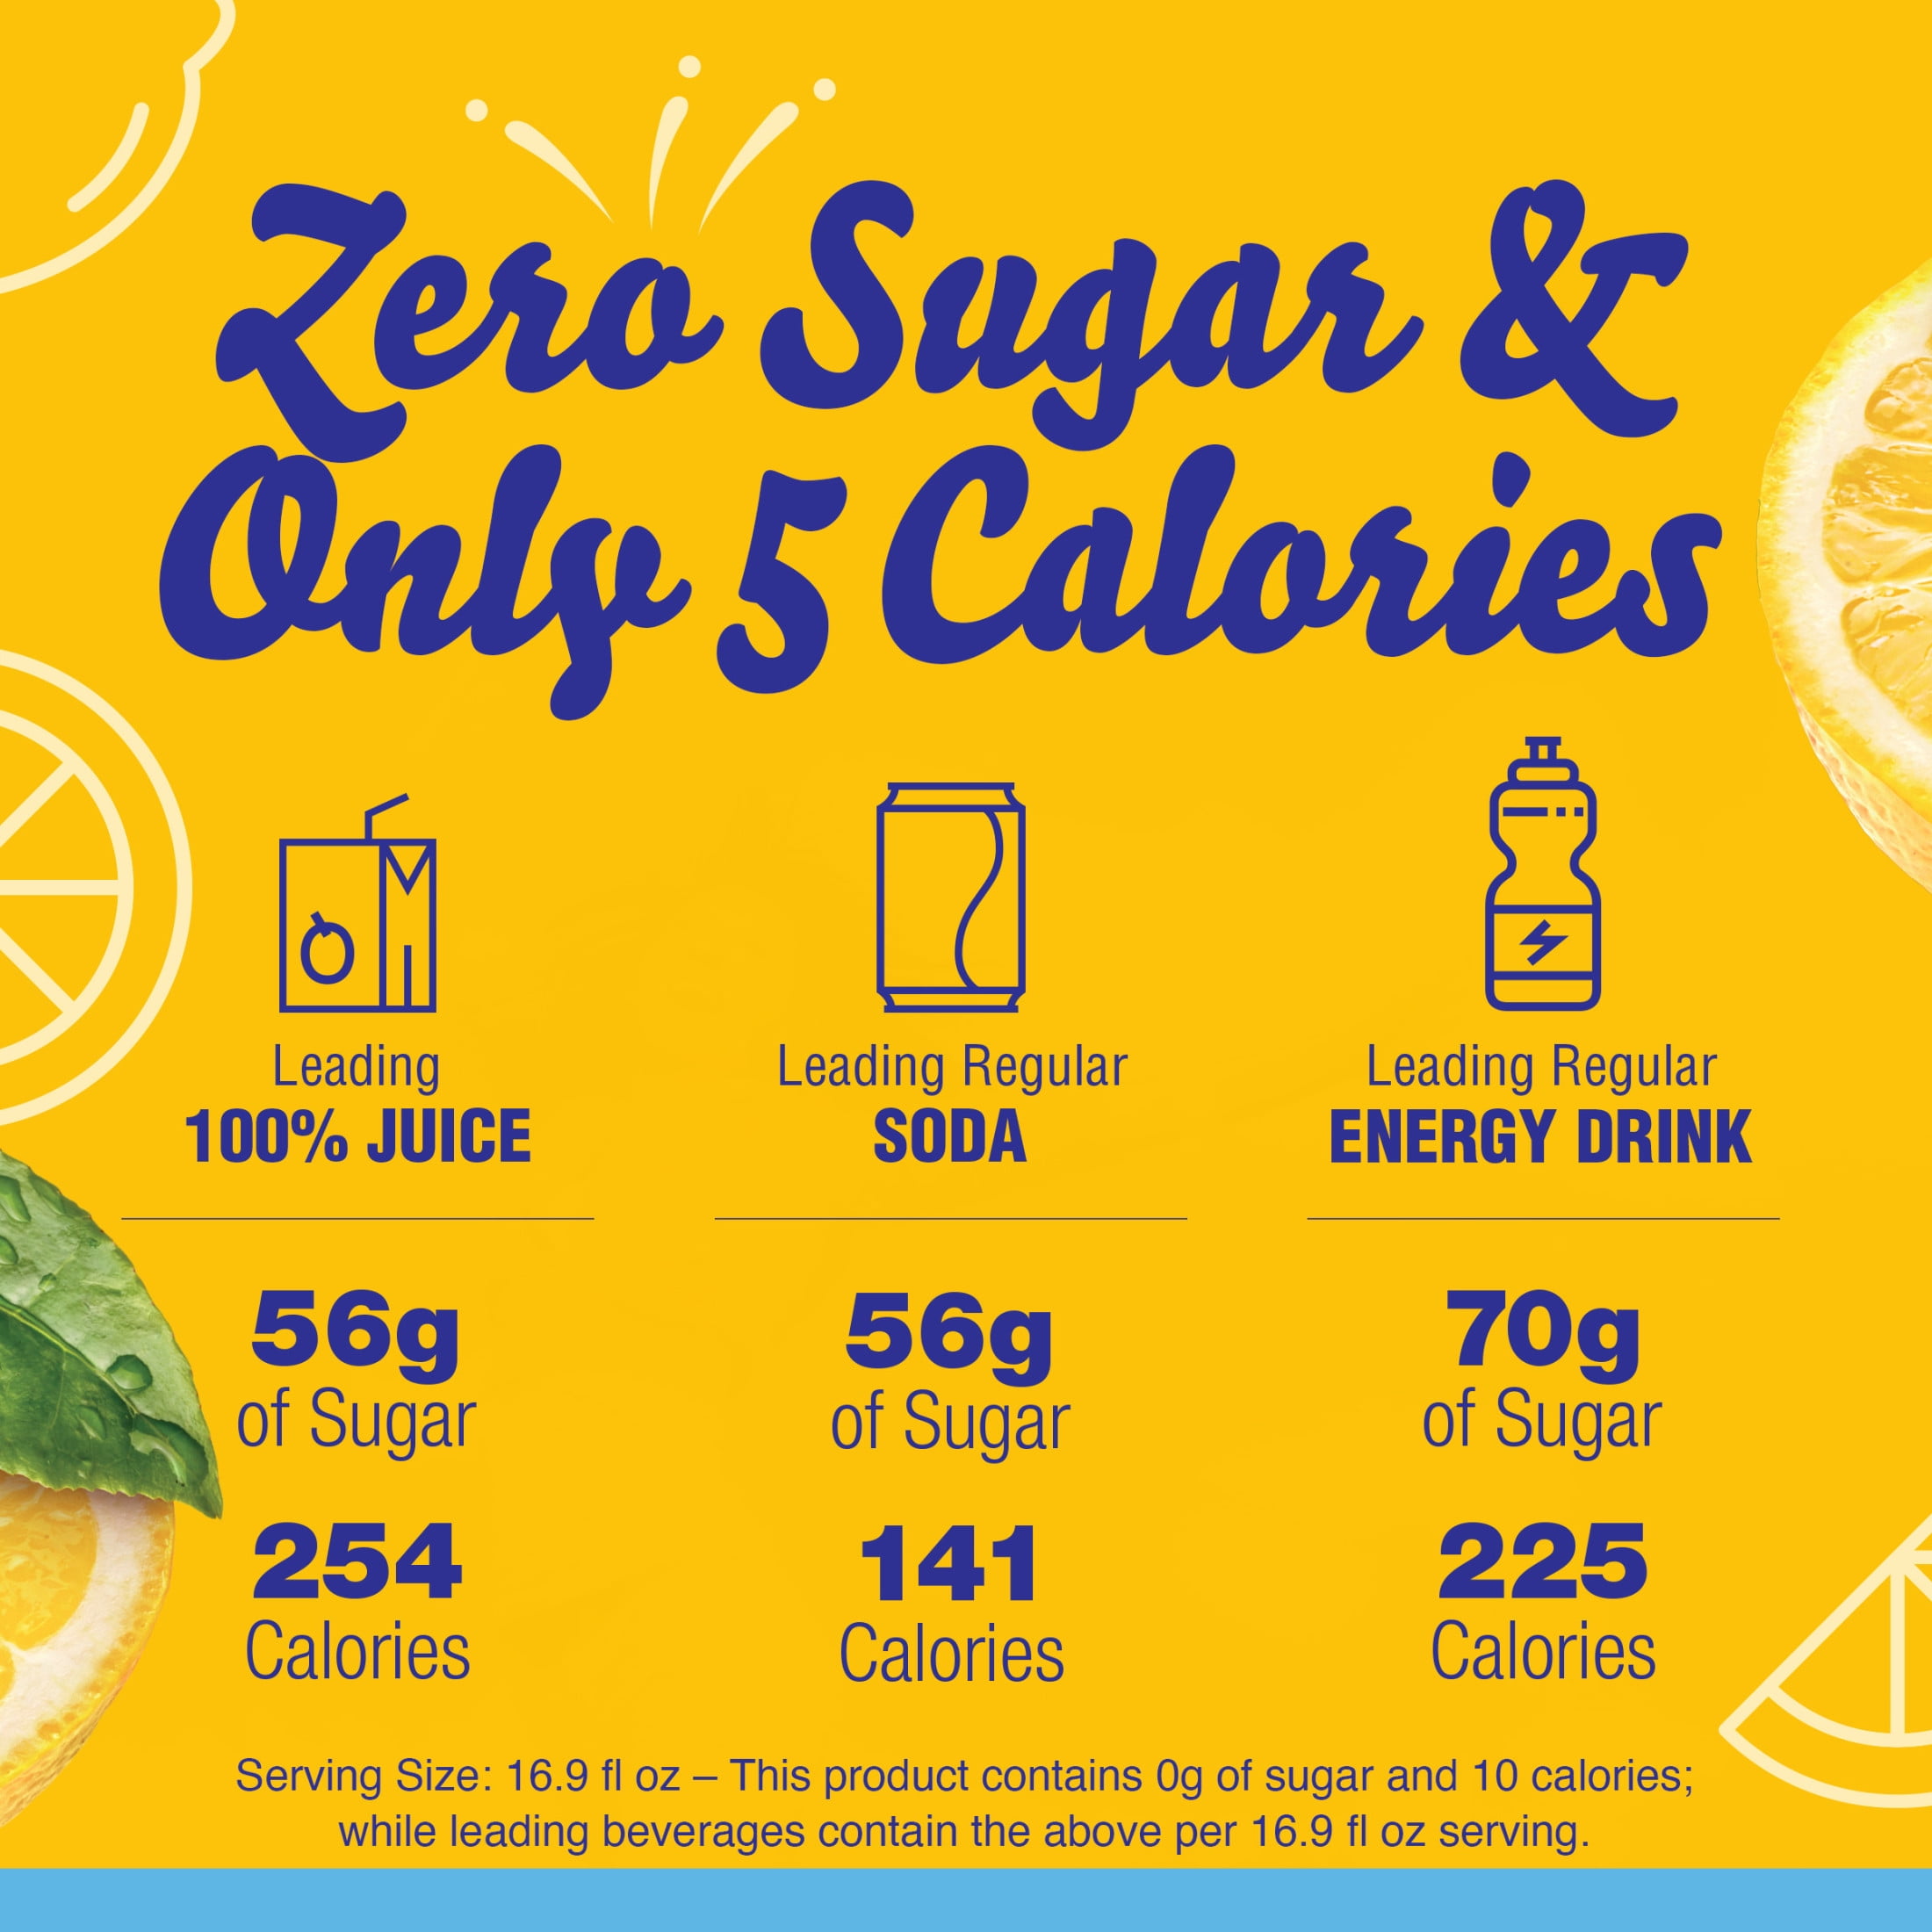 Zero Sugar &
Only 5 Calories
Leading
100% JUICE
56g
of Sugar
254
Calories
Leading Regular
SODA
56g
of Sugar
141
Calories
Leading Regular
ENERGY DRINK
70g
of Sugar
225
Calories
Serving Size: 16.9 fl oz – This product contains 0g of sugar and 10 calories;
while leading beverages contain the above per 16.9 fl oz serving.